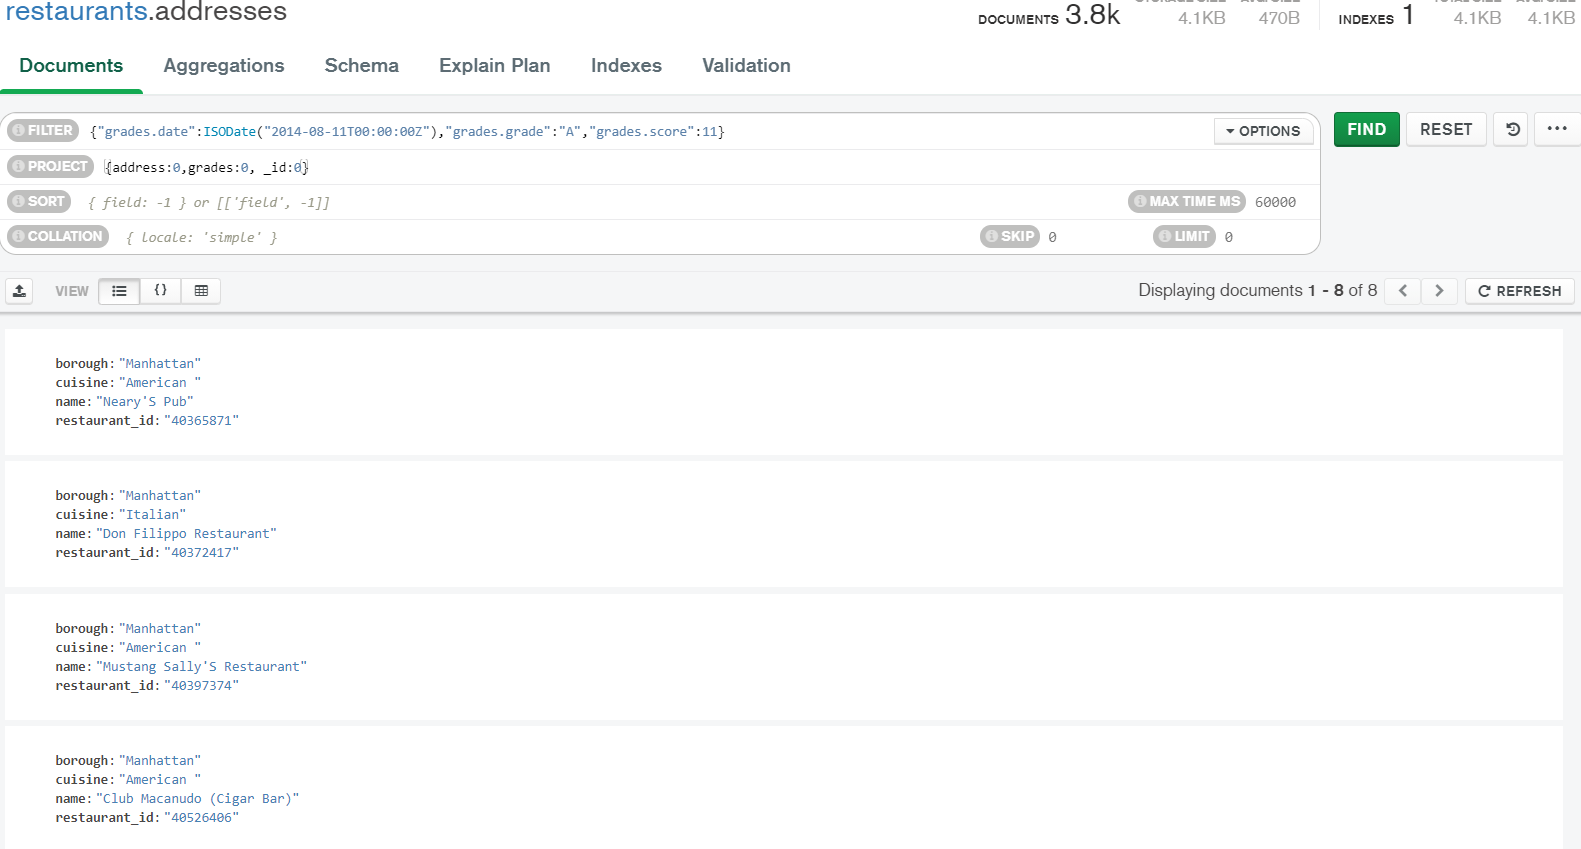 restaurants.addresses
DOCUMENTS 3.8k
4.1KB 470B
INDEXES 1
4.1KB 4.1KB
Documents Aggregations Schema Explain Plan Indexes Validation
FILTER {"grades.date":ISODate("2014-08-11T00:00:00Z"),"grades.grade":"A","grades.score":11} OPTIONS FIND RESET ...
PROJECT {address:0,grades:0, _id:0}
SORT { field: -1 } or [['field', -1]] MAX TIME MS 60000
COLLATION { locale: 'simple' } SKIP 0 LIMIT 0
VIEW {} Displaying documents 1 - 8 of 8 < > REFRESH
borough: "Manhattan"
cuisine: "American "
name: "Neary'S Pub"
restaurant_id: "40365871"
borough: "Manhattan"
cuisine: "Italian"
name: "Don Filippo Restaurant"
restaurant_id: "40372417"
borough: "Manhattan"
cuisine: "American "
name: "Mustang Sally'S Restaurant"
restaurant_id: "40397374"
borough: "Manhattan"
cuisine: "American "
name: "Club Macanudo (Cigar Bar)"
restaurant_id: "40526406"